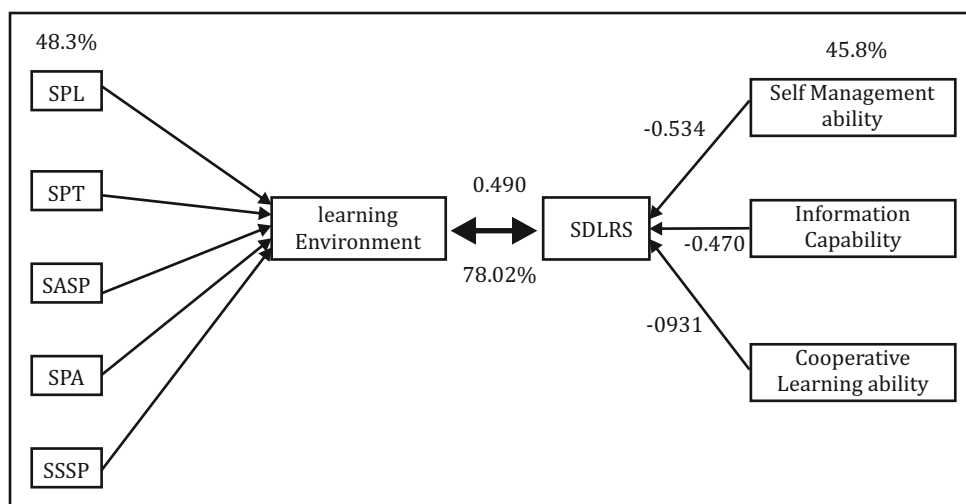 48.3%
SPL
SPT
SASP
SPA
SSSP
learning
Environment
0.490
78.02%
SDLRS
45.8%
Self Management
ability
-0.534
Information
Capability
-0.470
-0931
Cooperative
Learning ability